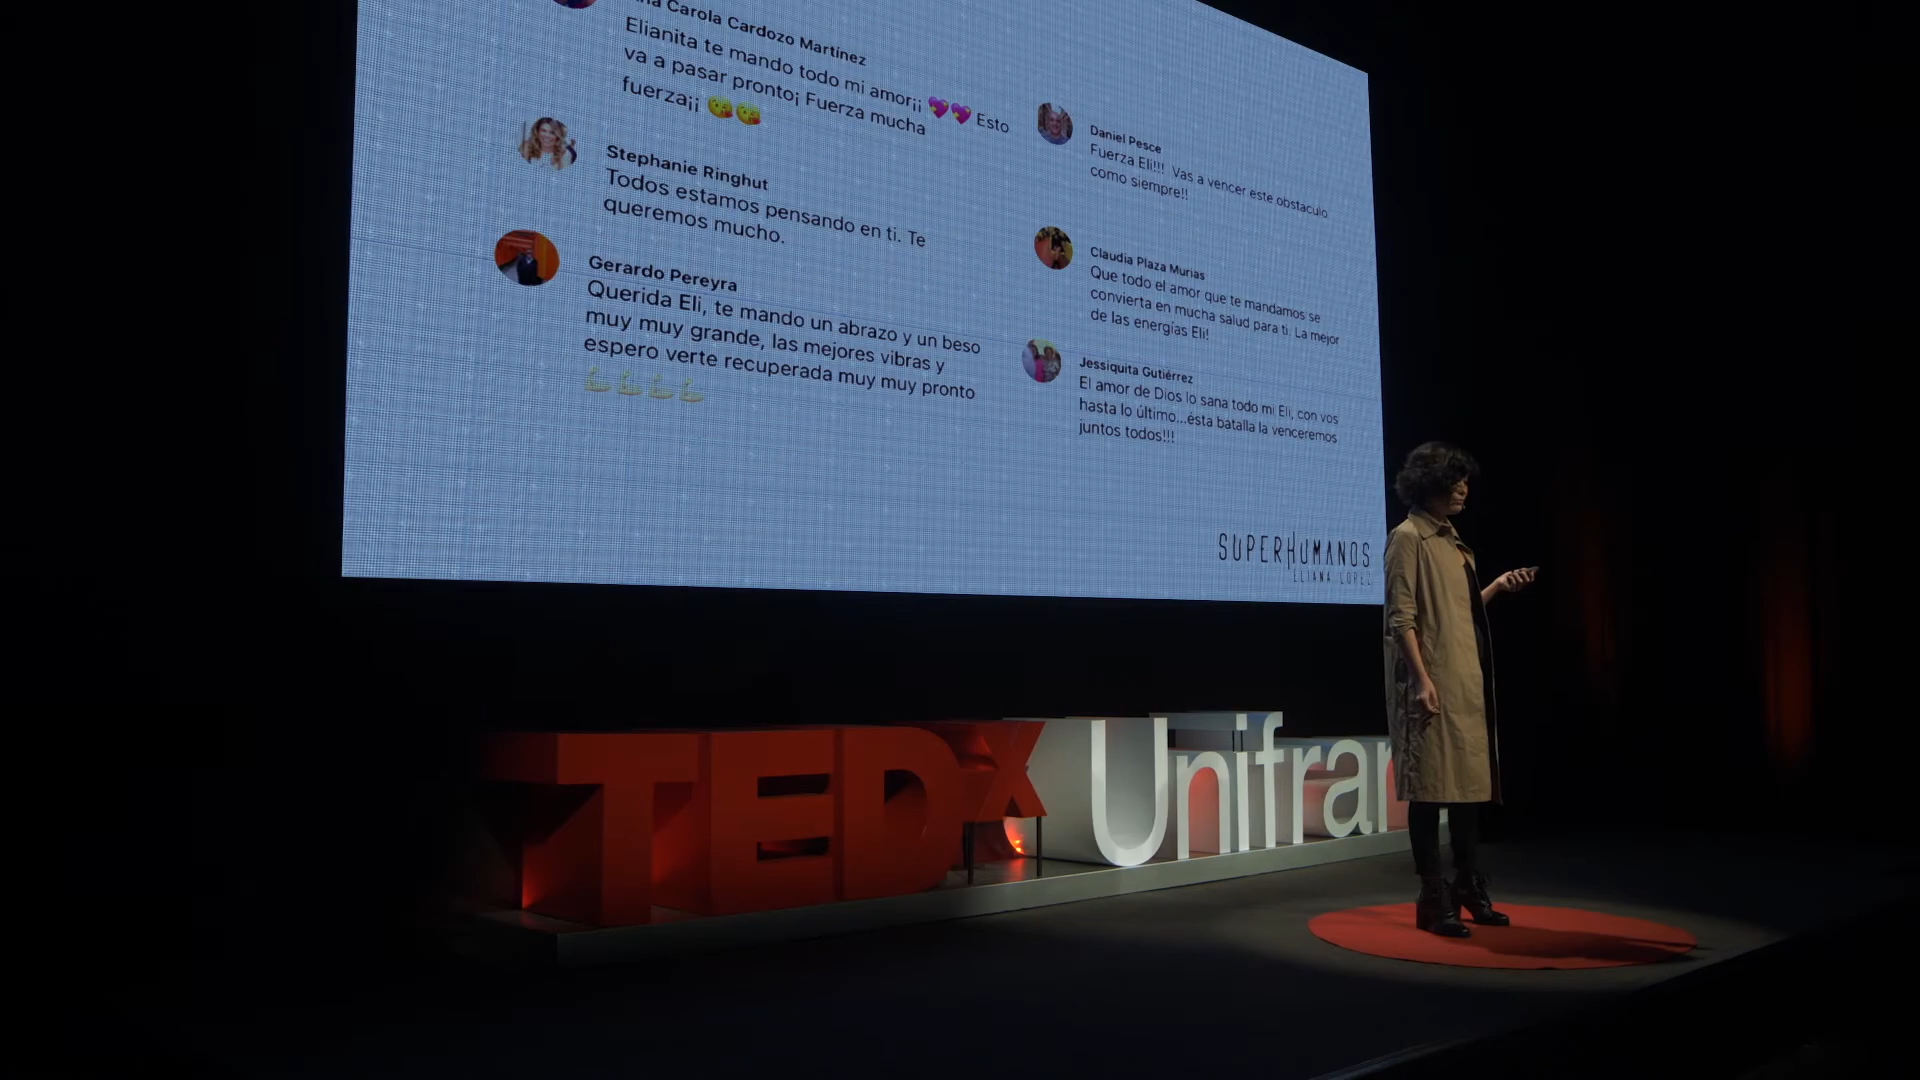 Carola Cardozo Martínez
Elianita te mando todo mi amor¡¡ 💖💖 Esto
va a pasar pronto¡ Fuerza mucha
fuerza¡¡ 😘😘
Stephanie Ringhut
Todos estamos pensando en ti. Te
queremos mucho.
Gerardo Pereyra
Querida Eli, te mando un abrazo y un beso
muy muy grande, las mejores vibras y
espero verte recuperada muy muy pronto
💪💪💪💪
Daniel Pesce
Fuerza Eli!!! Vas a vencer este obstaculo
como siempre!!
Claudia Plaza Murias
Que todo el amor que te mandamos se
convierta en mucha salud para ti. La mejor
de las energías Eli!
Jessiquita Gutiérrez
El amor de Dios lo sana todo mi Eli, con vos
hasta lo último...ésta batalla la venceremos
juntos todos!!!
SUPERHUMANOS
ELIANA LOPEZ
TEDx Unifran